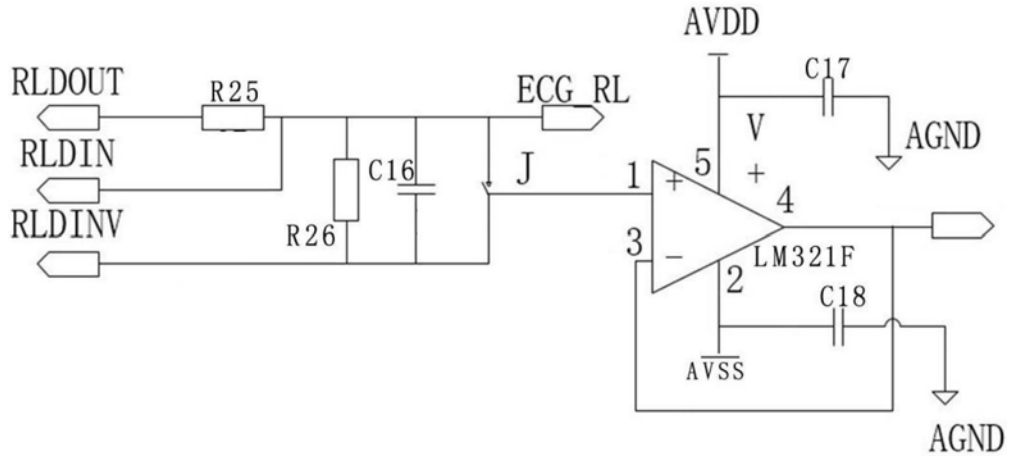 AVDD
C17
RLDOUT
R25
ECG_RL
V
AGND
RLDIN
5
+
C16
J
1
+
4
RLDINV
R26
3
−
LM321F
2
C18
AVSS
AGND